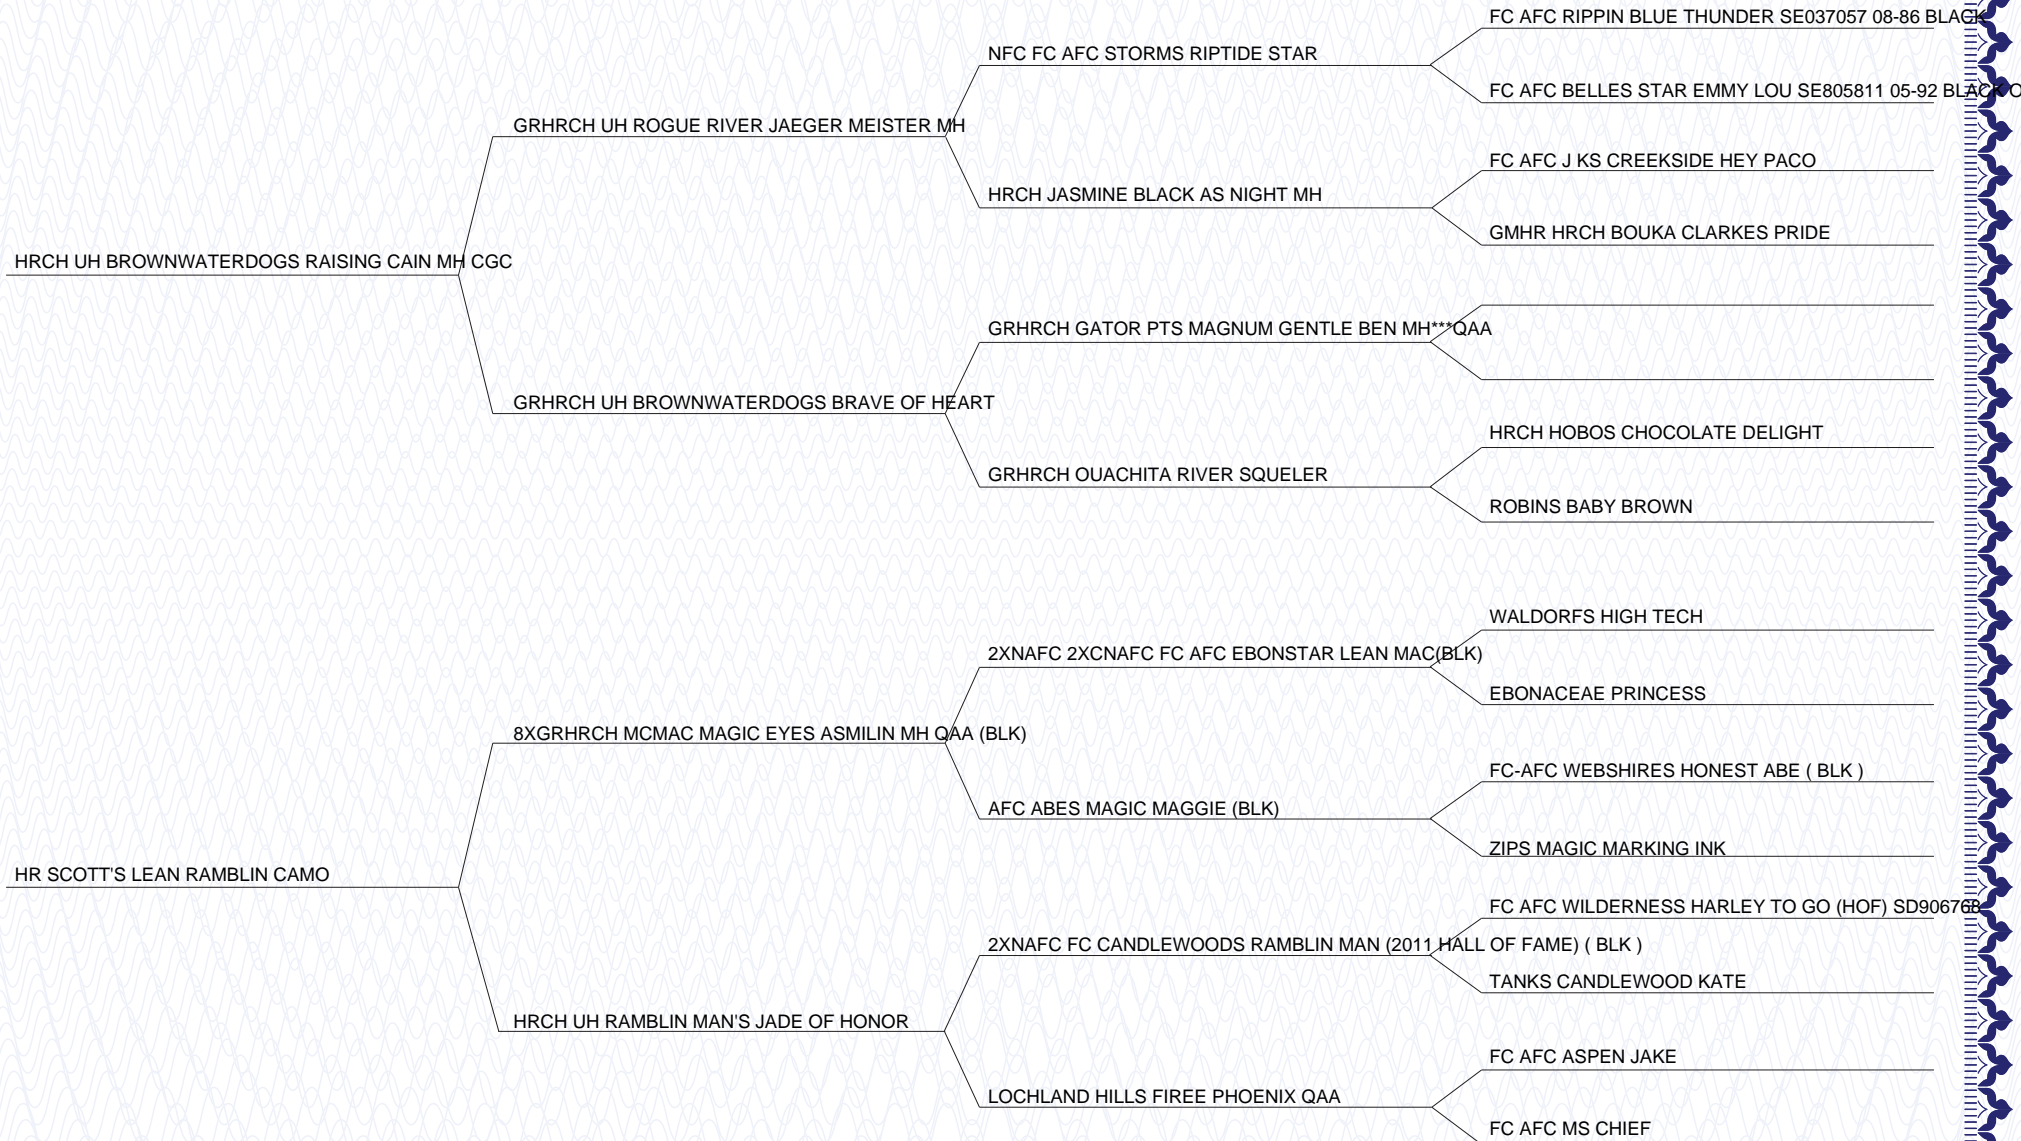 FC AFC RIPPIN BLUE THUNDER SE037057 08-86 BLACK
NFC FC AFC STORMS RIPTIDE STAR
FC AFC BELLES STAR EMMY LOU SE805811 05-92 BLACK O
GRHRCH UH ROGUE RIVER JAEGER MEISTER MH
FC AFC J KS CREEKSIDE HEY PACO
HRCH JASMINE BLACK AS NIGHT MH
GMHR HRCH BOUKA CLARKES PRIDE
HRCH UH BROWNWATERDOGS RAISING CAIN MH CGC
GRHRCH GATOR PTS MAGNUM GENTLE BEN MH***QAA
GRHRCH UH BROWNWATERDOGS BRAVE OF HEART
HRCH HOBOS CHOCOLATE DELIGHT
GRHRCH OUACHITA RIVER SQUELER
ROBINS BABY BROWN
WALDORFS HIGH TECH
2XNAFC 2XCNAFC FC AFC EBONSTAR LEAN MAC(BLK)
EBONACEAE PRINCESS
8XGRHRCH MCMAC MAGIC EYES ASMILIN MH QAA (BLK)
FC-AFC WEBSHIRES HONEST ABE ( BLK )
AFC ABES MAGIC MAGGIE (BLK)
ZIPS MAGIC MARKING INK
HR SCOTT'S LEAN RAMBLIN CAMO
FC AFC WILDERNESS HARLEY TO GO (HOF) SD906768
2XNAFC FC CANDLEWOODS RAMBLIN MAN (2011 HALL OF FAME) ( BLK )
TANKS CANDLEWOOD KATE
HRCH UH RAMBLIN MAN'S JADE OF HONOR
FC AFC ASPEN JAKE
LOCHLAND HILLS FIREE PHOENIX QAA
FC AFC MS CHIEF